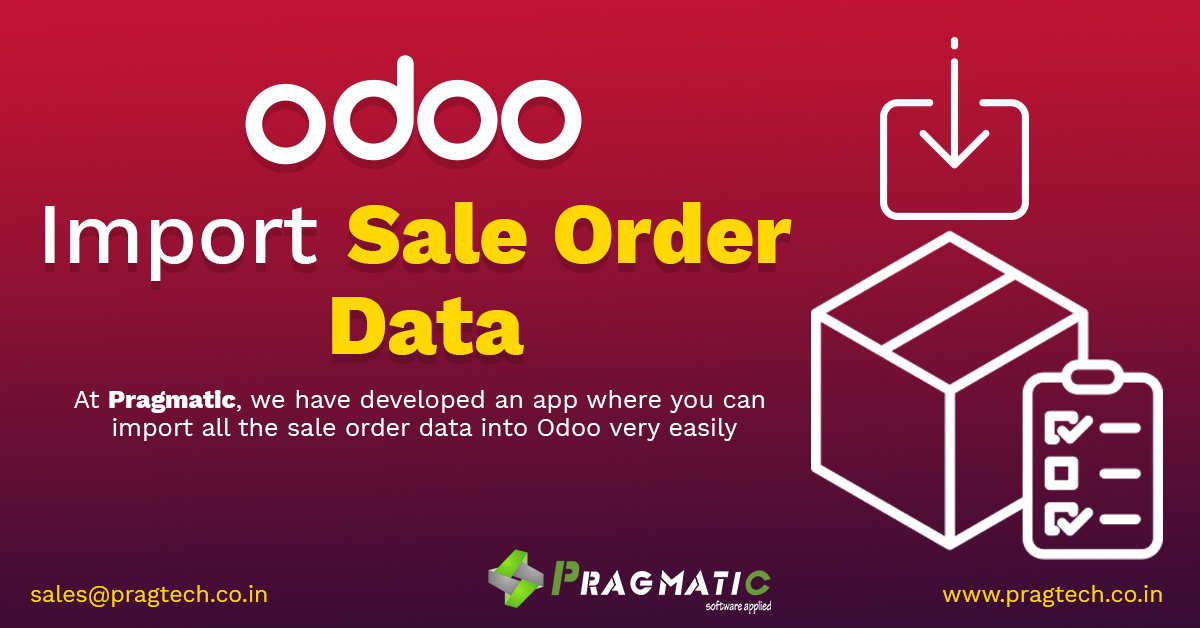 odoo
Import Sale Order
Data
At Pragmatic, we have developed an app where you can
import all the sale order data into Odoo very easily
sales@pragtech.co.in
PRAGMATIC
software applied
www.pragtech.co.in